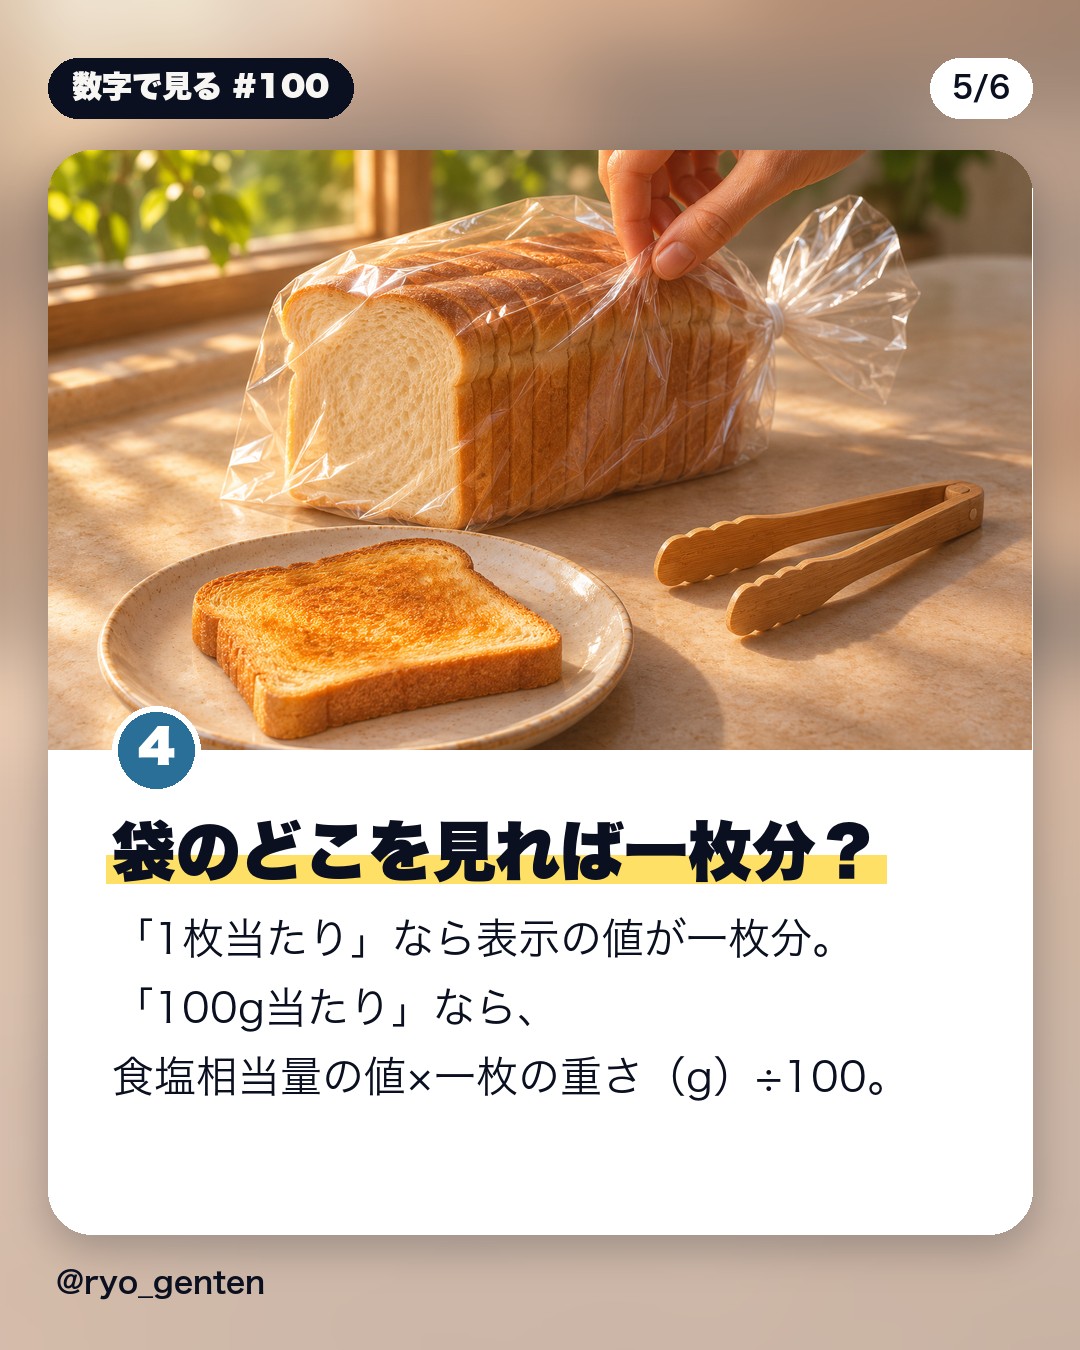 数字で見る #100
5/6
4
袋のどこを見れば一枚分？
「1枚当たり」なら表示の値が一枚分。
「100g当たり」なら、
食塩相当量の値×一枚の重さ（g）÷100。
@ryo_genten